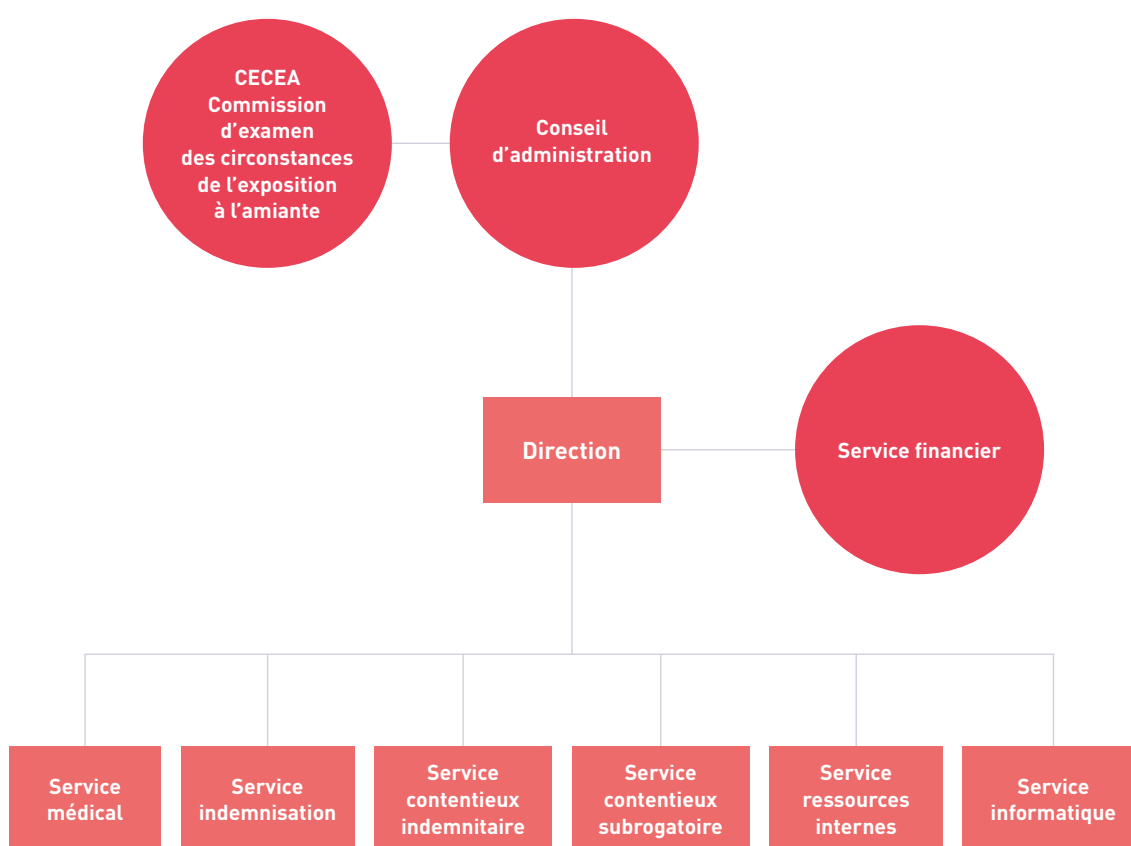 CECEA
Commission
d’examen
des circonstances
de l’exposition
à l’amiante
Conseil
d’administration
Direction
Service financier
Service
médical
Service
indemnisation
Service
contentieux
indemnitaire
Service
contentieux
subrogatoire
Service
ressources
internes
Service
informatique